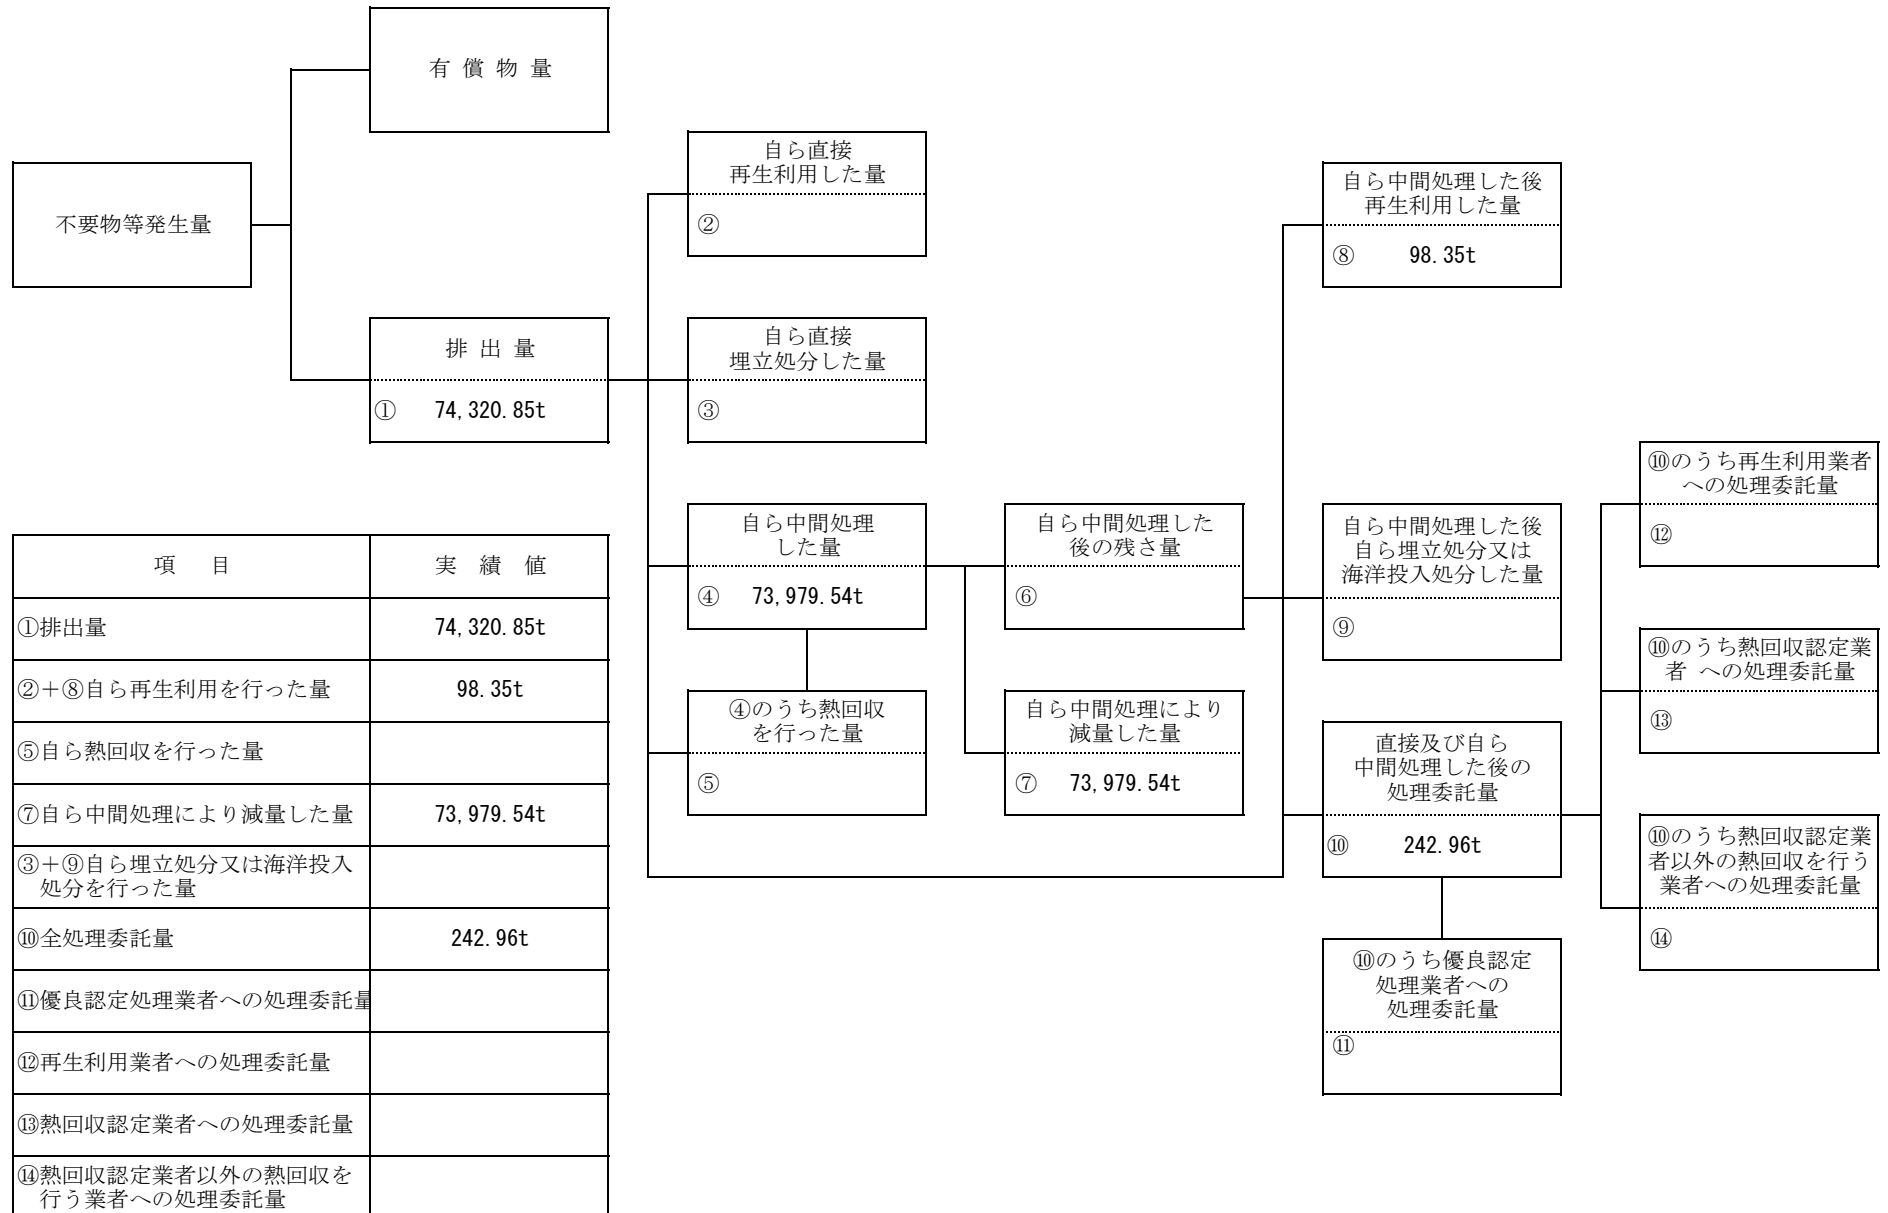 有 償 物 量
不要物等発生量
排 出 量
① 74,320.85t
自ら直接
再生利用した量
②
自ら直接
埋立処分した量
③
自ら中間処理
した量
④ 73,979.54t
④のうち熱回収
を行った量
⑤
自ら中間処理した
後の残さ量
⑥
自ら中間処理により
減量した量
⑦ 73,979.54t
自ら中間処理した後
再生利用した量
⑧ 98.35t
自ら中間処理した後
自ら埋立処分又は
海洋投入処分した量
⑨
直接及び自ら
中間処理した後の
処理委託量
⑩ 242.96t
⑩のうち優良認定
処理業者への
処理委託量
⑪
⑩のうち再生利用業者
への処理委託量
⑫
⑩のうち熱回収認定業
者 への処理委託量
⑬
⑩のうち熱回収認定業
者以外の熱回収を行う
業者への処理委託量
⑭
項 目 実 績 値
①排出量 74,320.85t
②+⑧自ら再生利用を行った量 98.35t
⑤自ら熱回収を行った量
⑦自ら中間処理により減量した量 73,979.54t
③+⑨自ら埋立処分又は海洋投入
処分を行った量
⑩全処理委託量 242.96t
⑪優良認定処理業者への処理委託量
⑫再生利用業者への処理委託量
⑬熱回収認定業者への処理委託量
⑭熱回収認定業者以外の熱回収を
行う業者への処理委託量